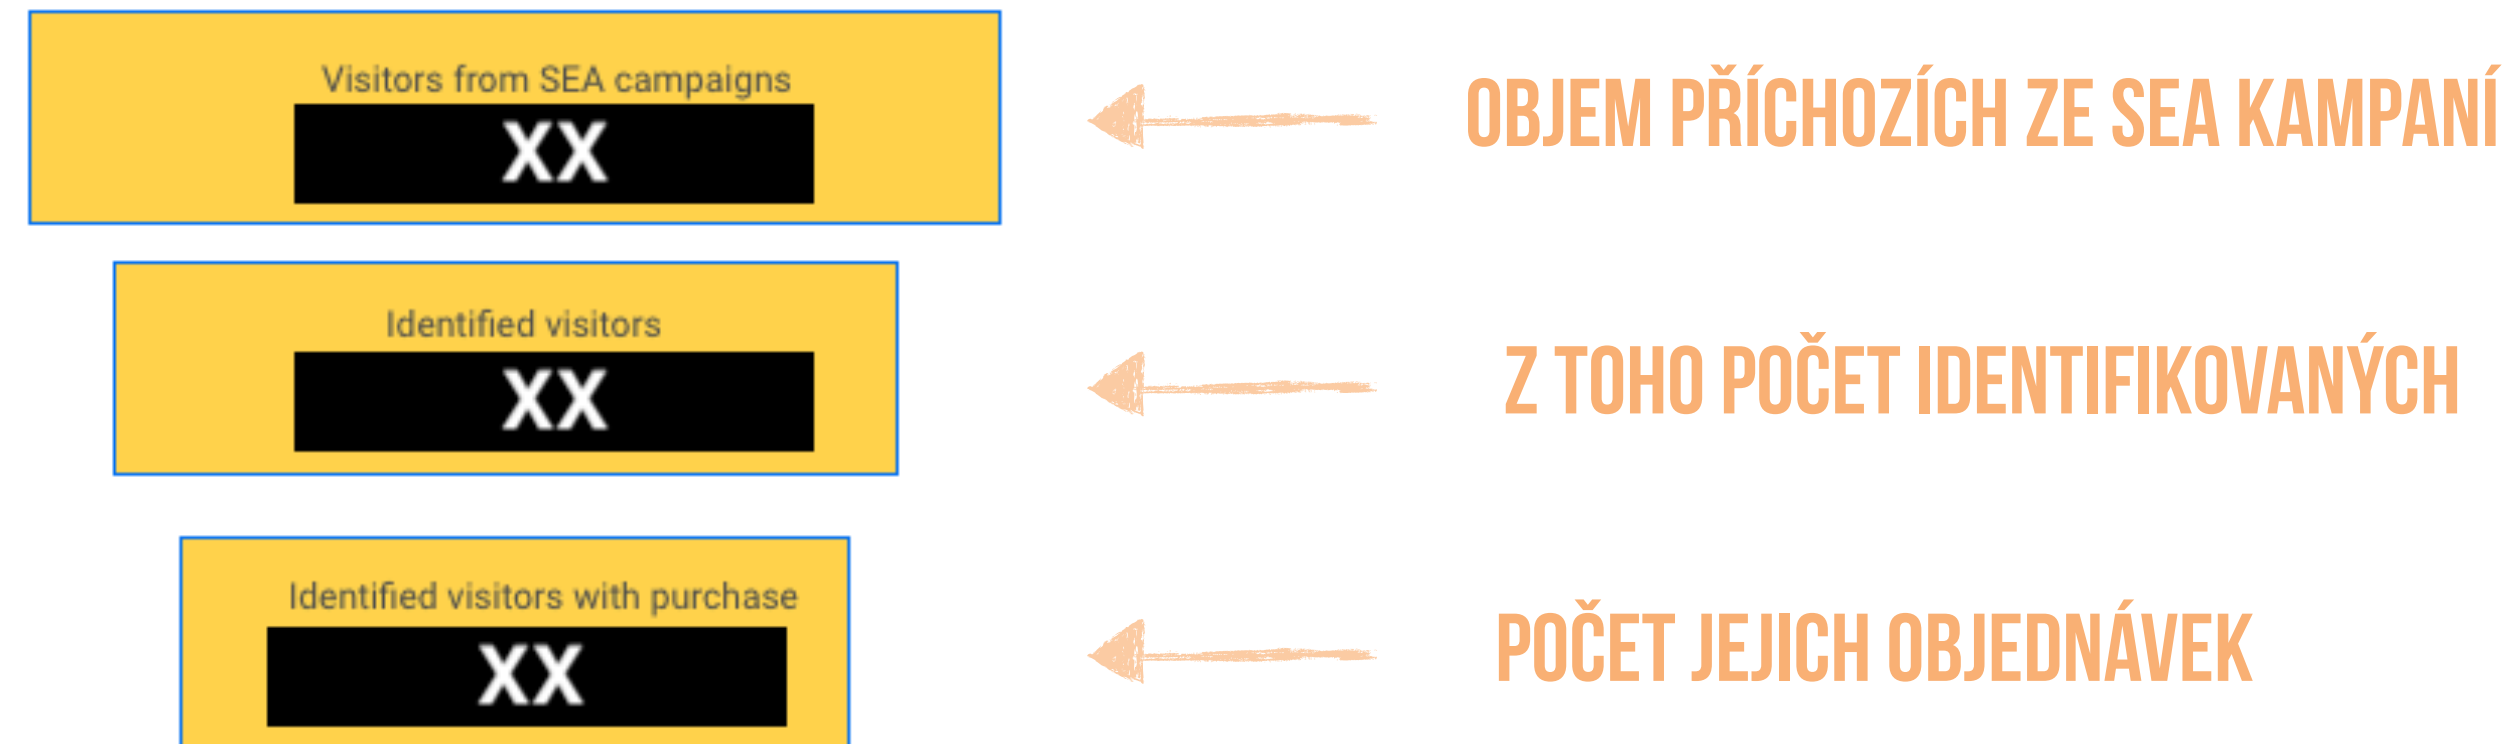 Visitors from SEA campaigns
XX
OBJEM PŘÍCHOZÍCH ZE SEA KAMPANÍ
Identified visitors
XX
Z TOHO POČET IDENTIFIKOVANÝCH
Identified visitors with purchase
XX
POČET JEJICH OBJEDNÁVEK